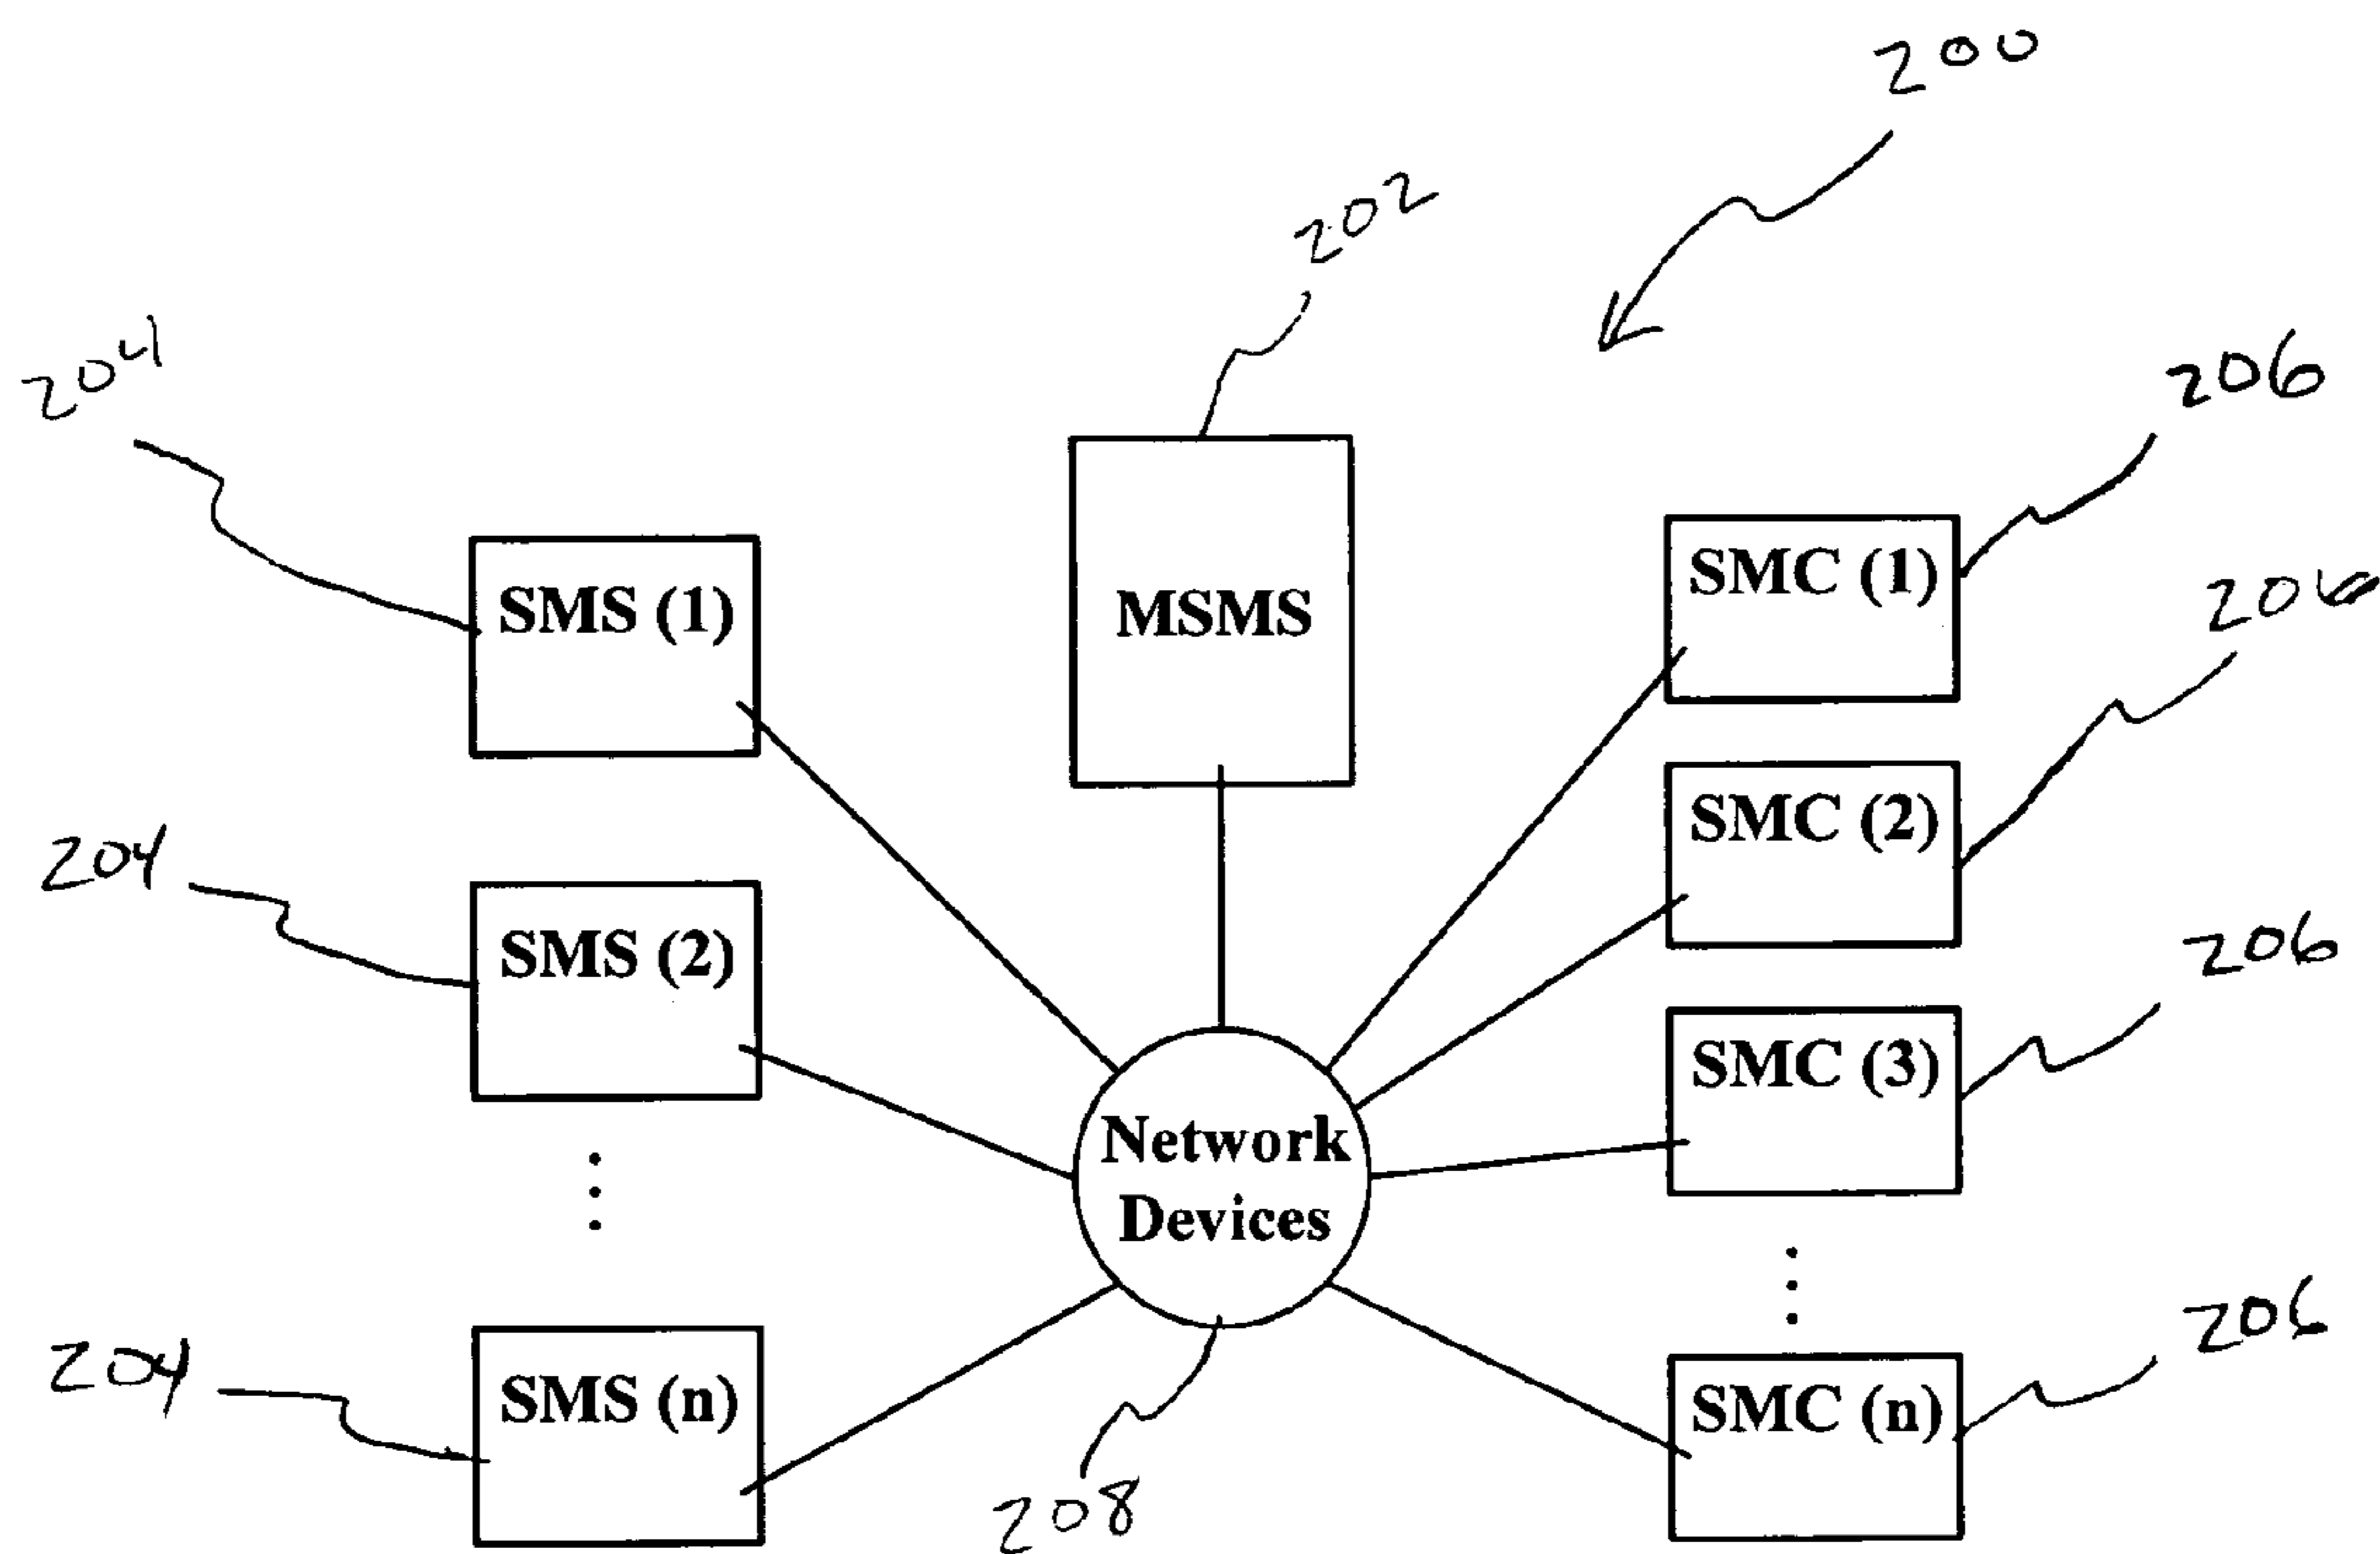 200
202
204
206
SMS (1)
MSMS
SMC (1)
206
SMC (2)
204
SMS (2)
206
SMC (3)
Network
Devices
204
SMS (n)
206
SMC (n)
208